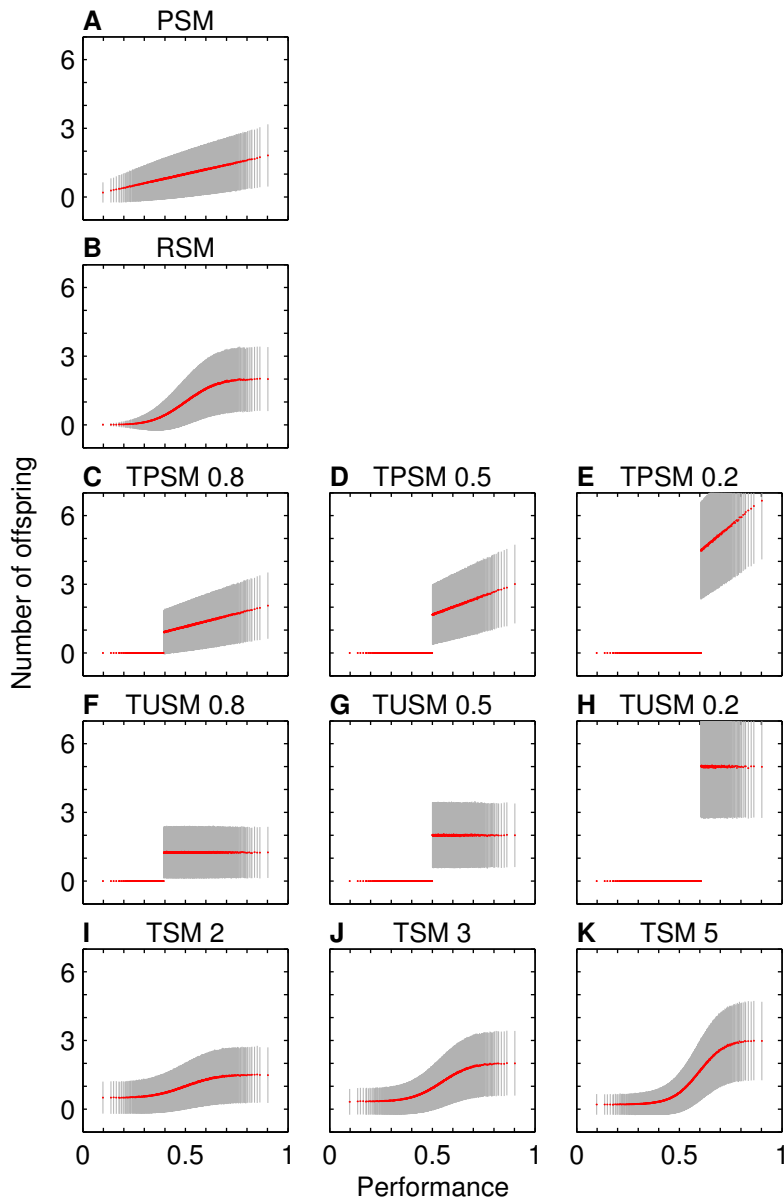 A PSM
6
3
0
B RSM
6
3
0
Number of offspring
C TPSM 0.8
D TPSM 0.5
E TPSM 0.2
6
3
0
F TUSM 0.8
G TUSM 0.5
H TUSM 0.2
6
3
0
I TSM 2
J TSM 3
K TSM 5
6
3
0
0 0.5 1 0 0.5 1 0 0.5 1
Performance